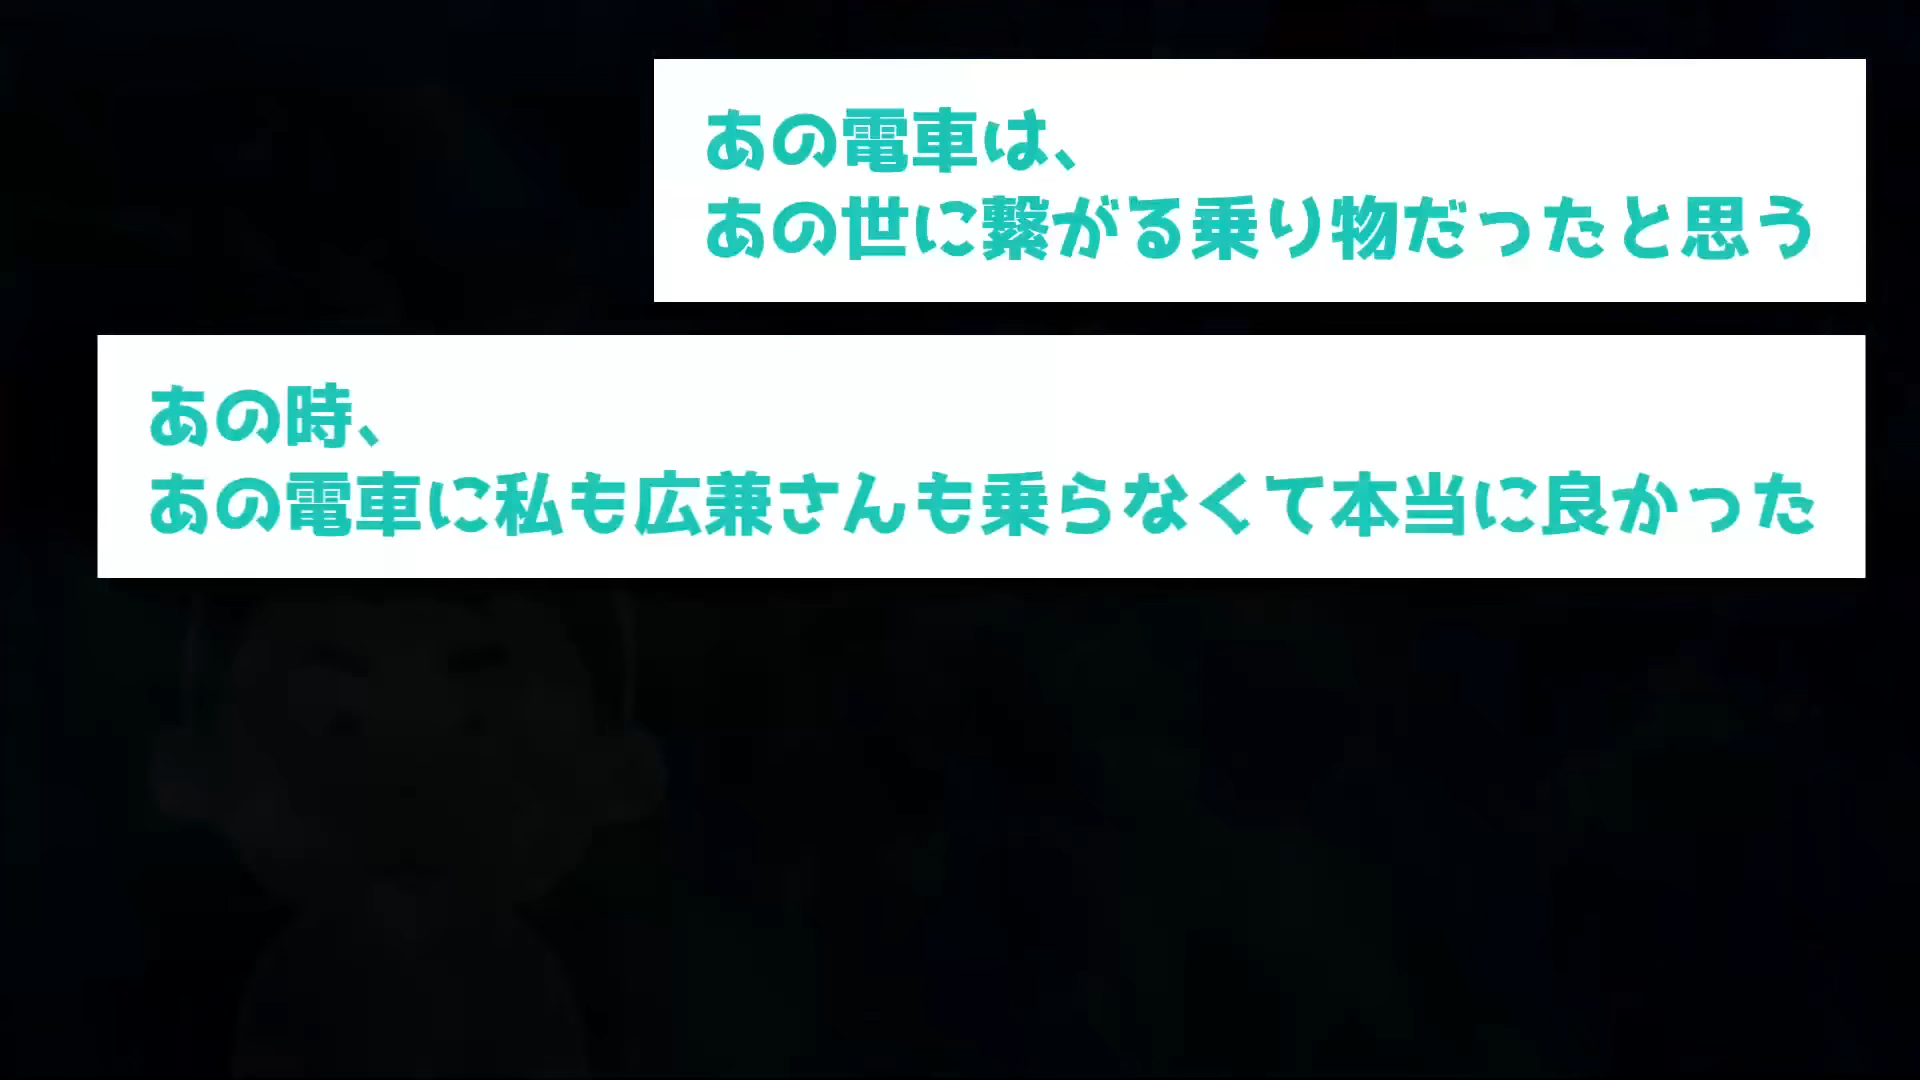 あの電車は、
あの世に繋がる乗り物だったと思う
あの時、
あの電車に私も広兼さんも乗らなくて本当に良かった